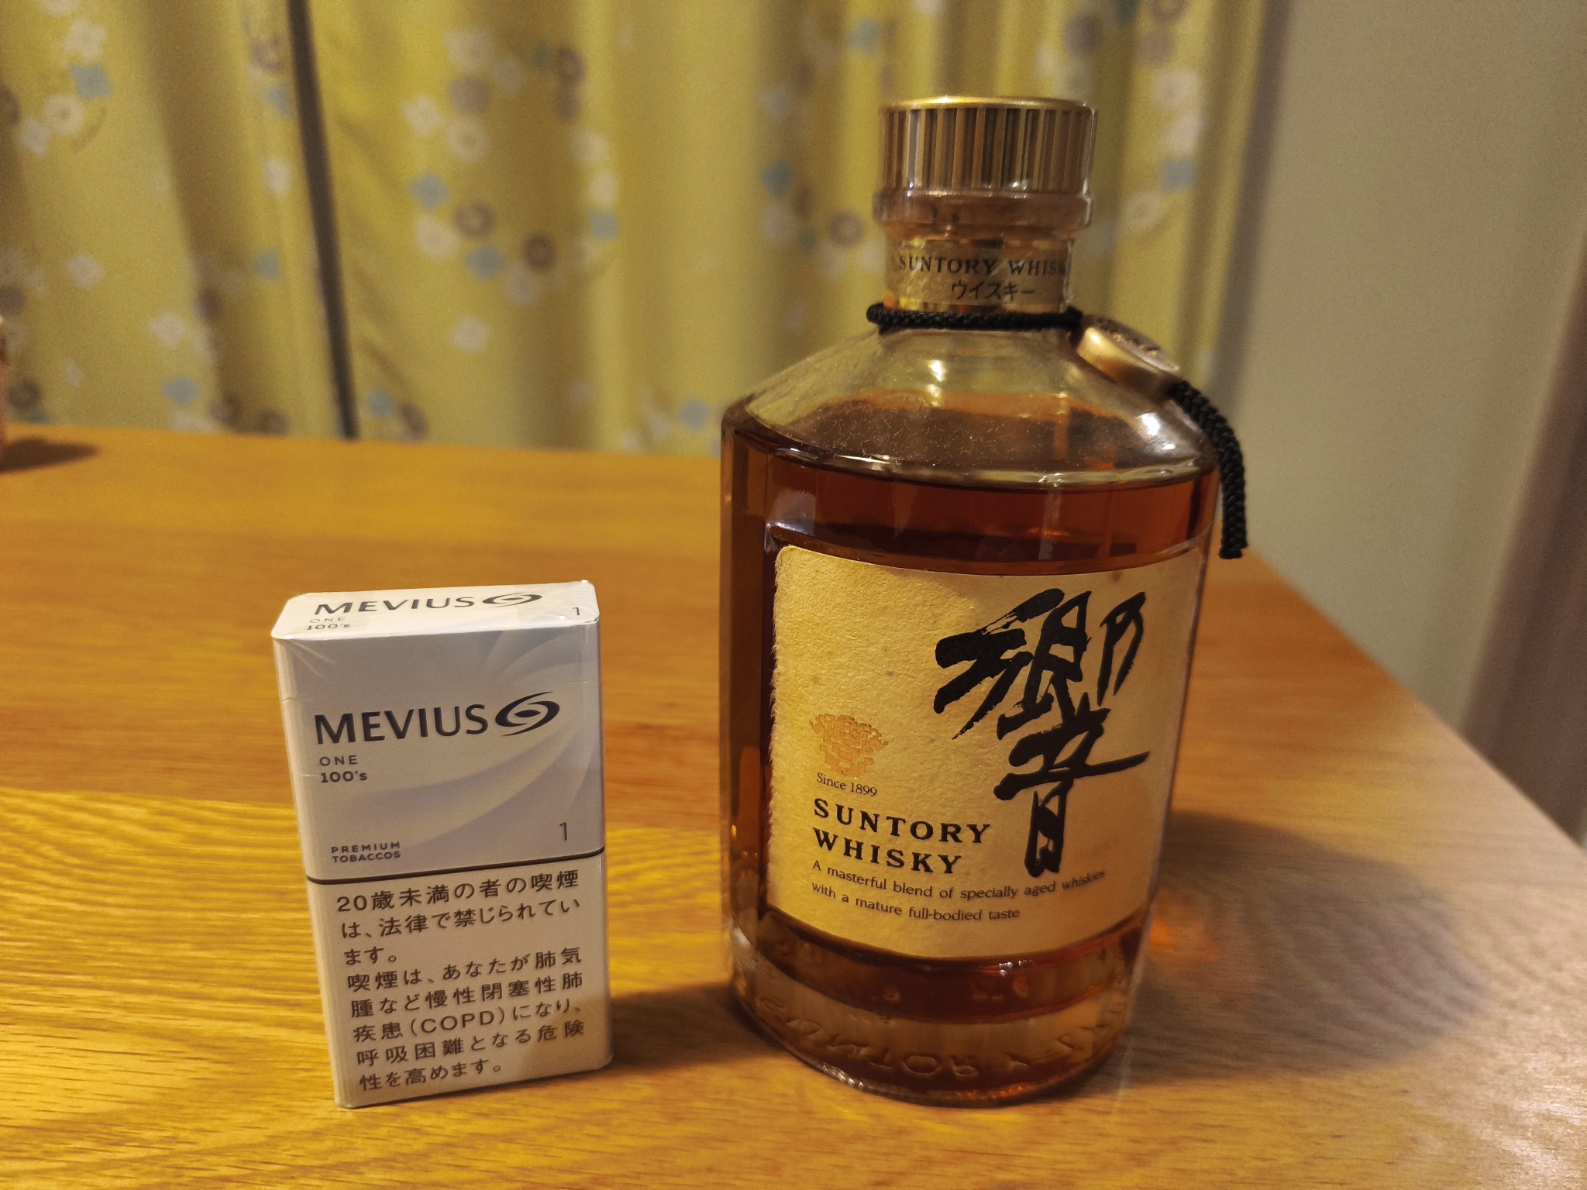 MEVIUS
ONE
100's
1
MEVIUS
ONE
100's
1
PREMIUM
TOBACCOS
20歳未満の者の喫煙
は、法律で禁じられてい
ます。
喫煙は、あなたが肺気
腫など慢性閉塞性肺
疾患(COPD)になり、
呼吸困難となる危険
性を高めます。
SUNTORY
ウイスキー
響
Since 1899
SUNTORY
WHISKY
A masterful blend of specially aged whiskies
with a mature full-bodied taste